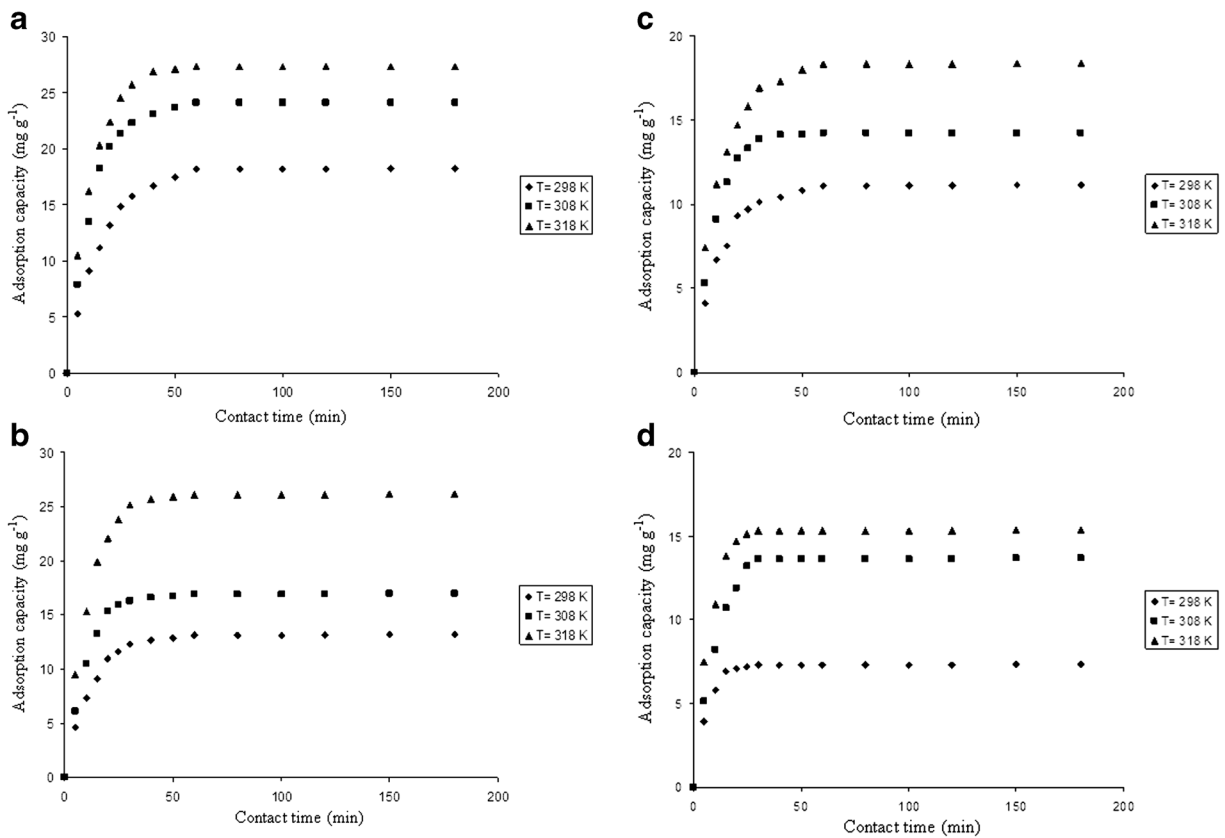 a
30
25
20
15
10
5
0
Adsorption capacity (mg g-1)
0 50 100 150 200
Contact time (min)
T= 298 K
T= 308 K
T= 318 K
c
20
15
10
5
0
Adsorption capacity (mg g-1)
0 50 100 150 200
Contact time (min)
T= 298 K
T= 308 K
T= 318 K
b
30
25
20
15
10
5
0
Adsorption capacity (mg g-1)
0 50 100 150 200
Contact time (min)
T= 298 K
T= 308 K
T= 318 K
d
20
15
10
5
0
Adsorption capacity (mg g-1)
0 50 100 150 200
Contact time (min)
T= 298 K
T= 308 K
T= 318 K